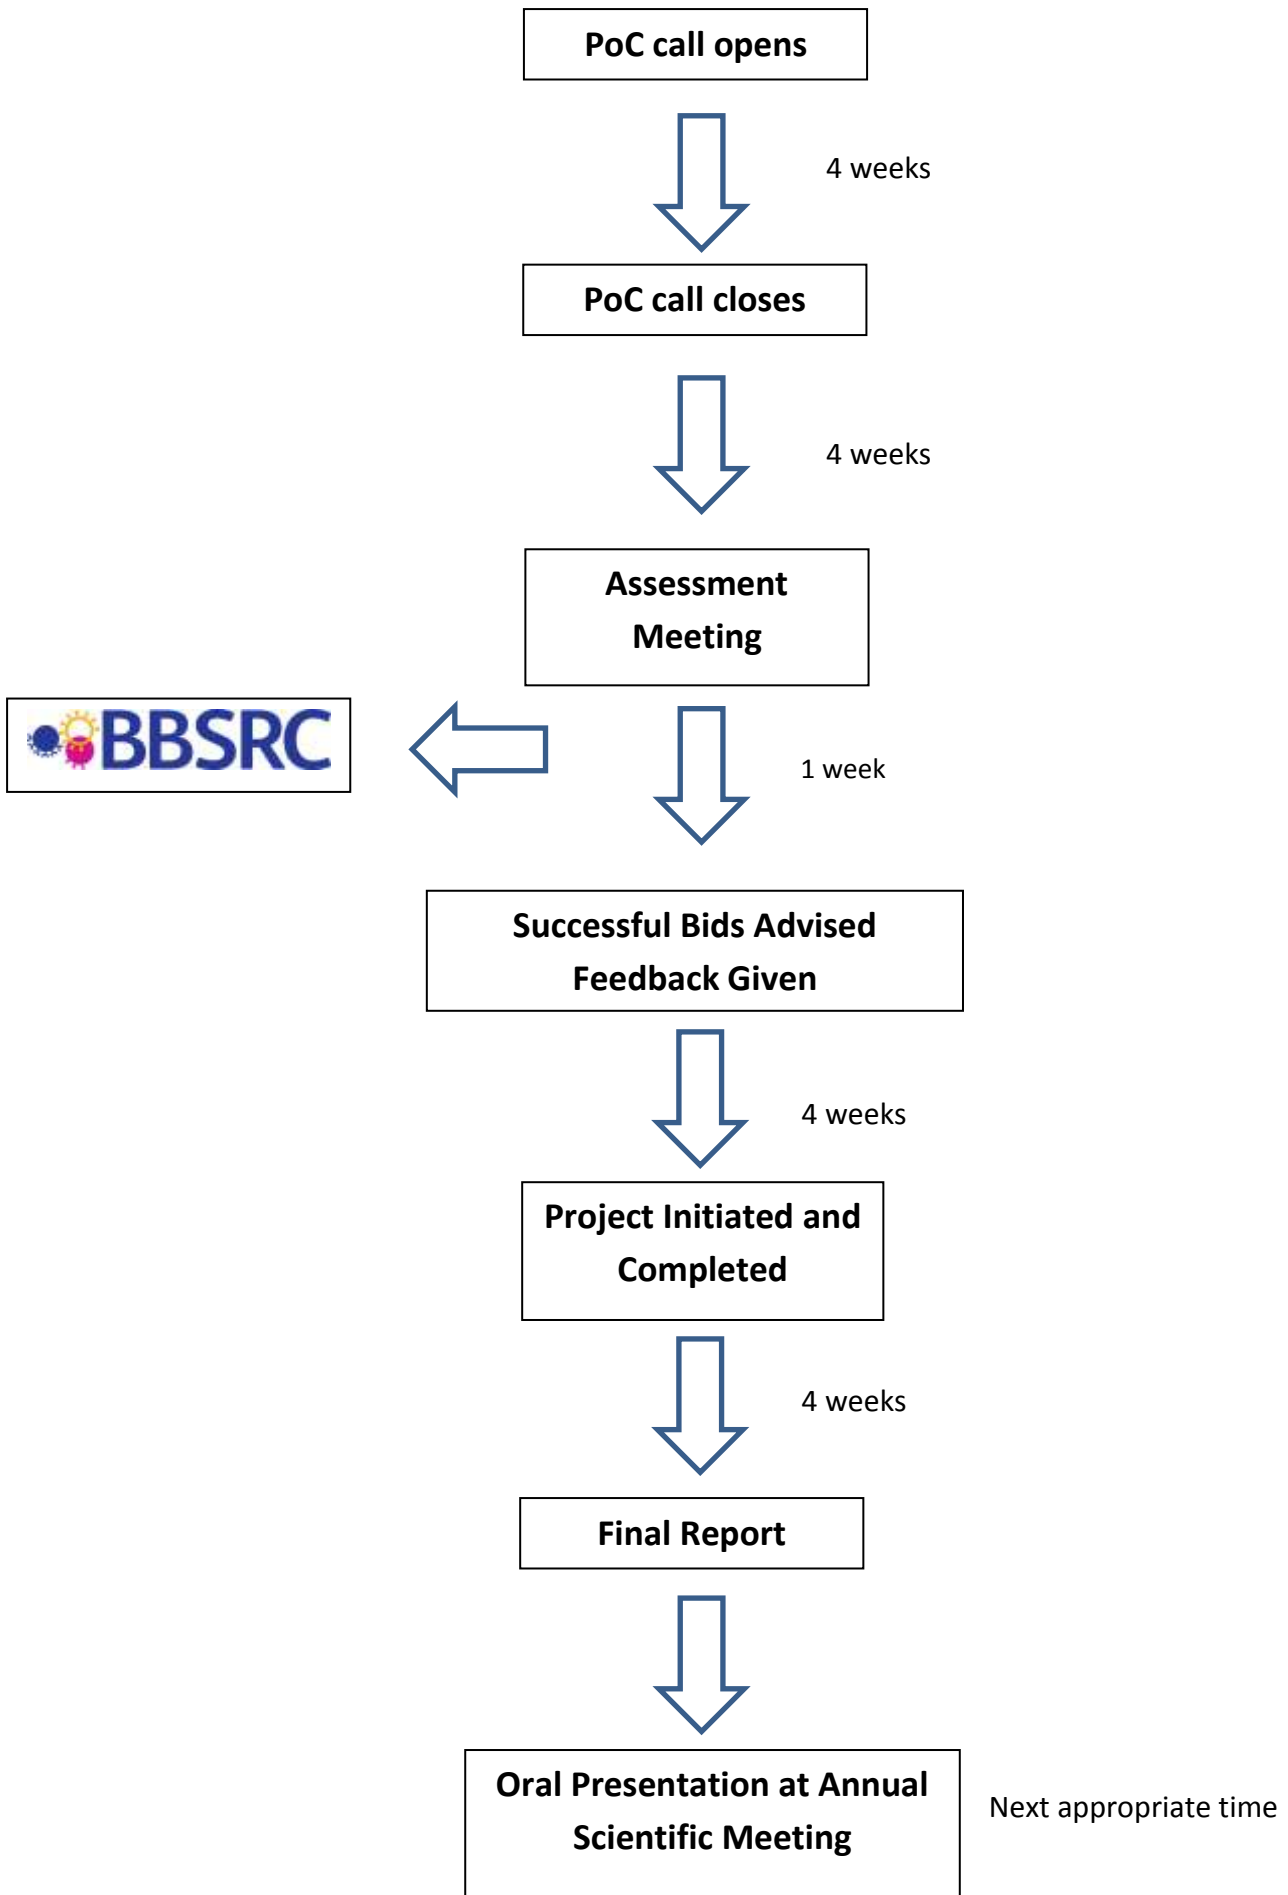 PoC call opens
4 weeks
PoC call closes
4 weeks
Assessment
Meeting
BBSRC
1 week
Successful Bids Advised
Feedback Given
4 weeks
Project Initiated and
Completed
4 weeks
Final Report
Oral Presentation at Annual
Scientific Meeting
Next appropriate time